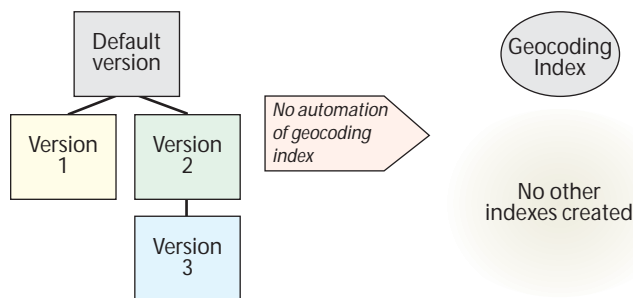 Default
version
Version
1
Version
2
Version
3
No automation
of geocoding
index
Geocoding
Index
No other
indexes created